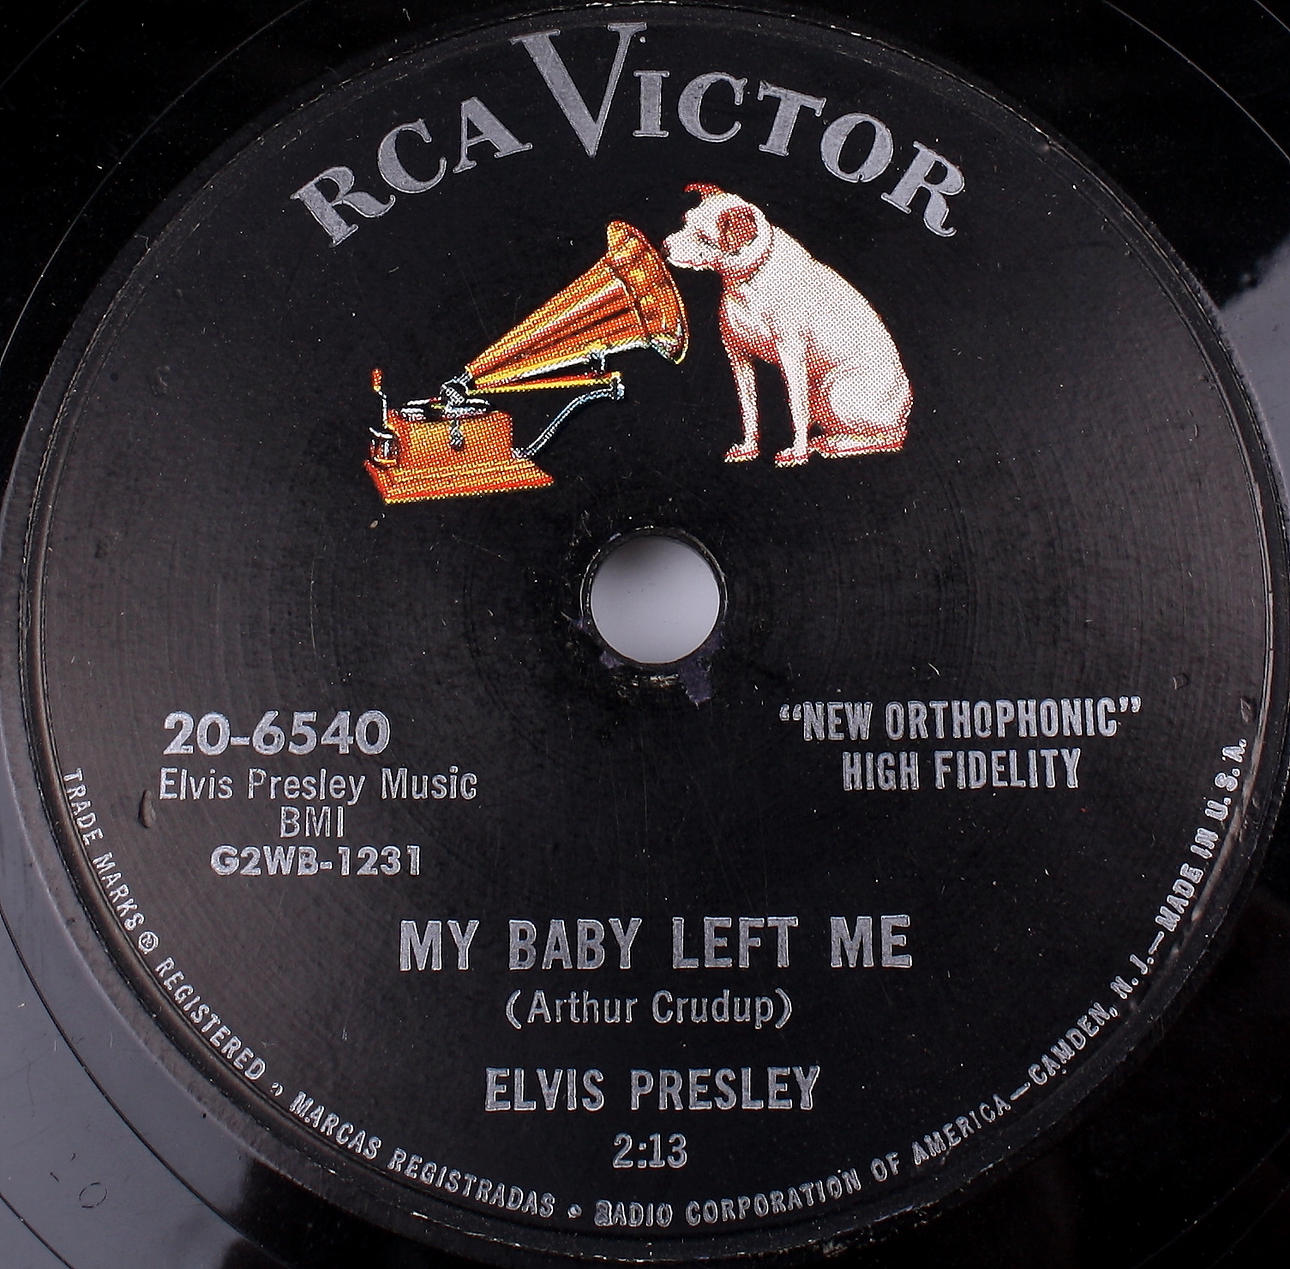 RCA VICTOR
20-6540
Elvis Presley Music
BMI
G2WB-1231
“NEW ORTHOPHONIC”
HIGH FIDELITY
MY BABY LEFT ME
(Arthur Crudup)
ELVIS PRESLEY
2:13
TRADE MARKS ® REGISTERED • MARCAS REGISTRADAS • RADIO CORPORATION OF AMERICA—CAMDEN, N. J.—MADE IN U.S.A.